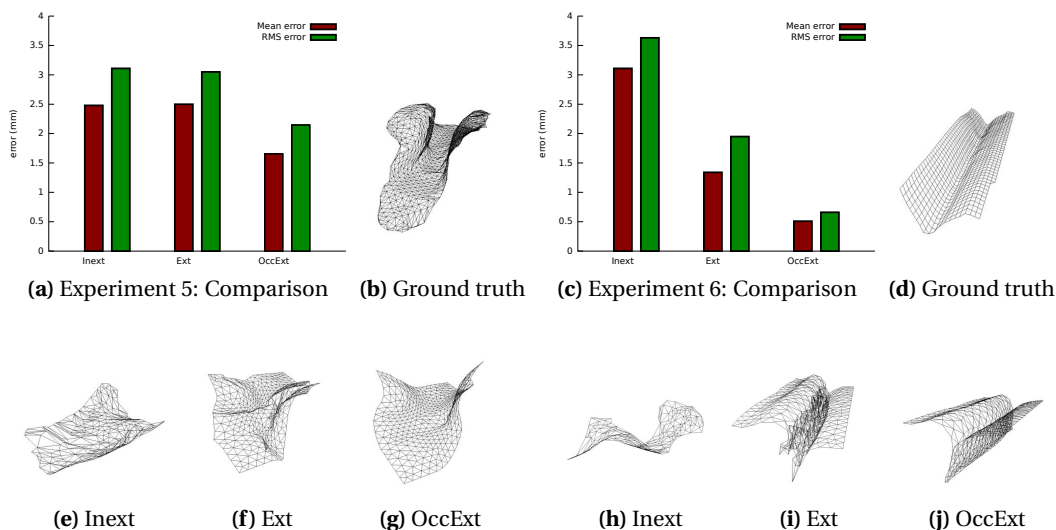 4
3.5
3
2.5
2
1.5
1
0.5
0
error (mm)
Mean error
RMS error
Inext Ext OccExt
(a) Experiment 5: Comparison
(b) Ground truth
4
3.5
3
2.5
2
1.5
1
0.5
0
error (mm)
Mean error
RMS error
Inext Ext OccExt
(c) Experiment 6: Comparison
(d) Ground truth
(e) Inext
(f) Ext
(g) OccExt
(h) Inext
(i) Ext
(j) OccExt